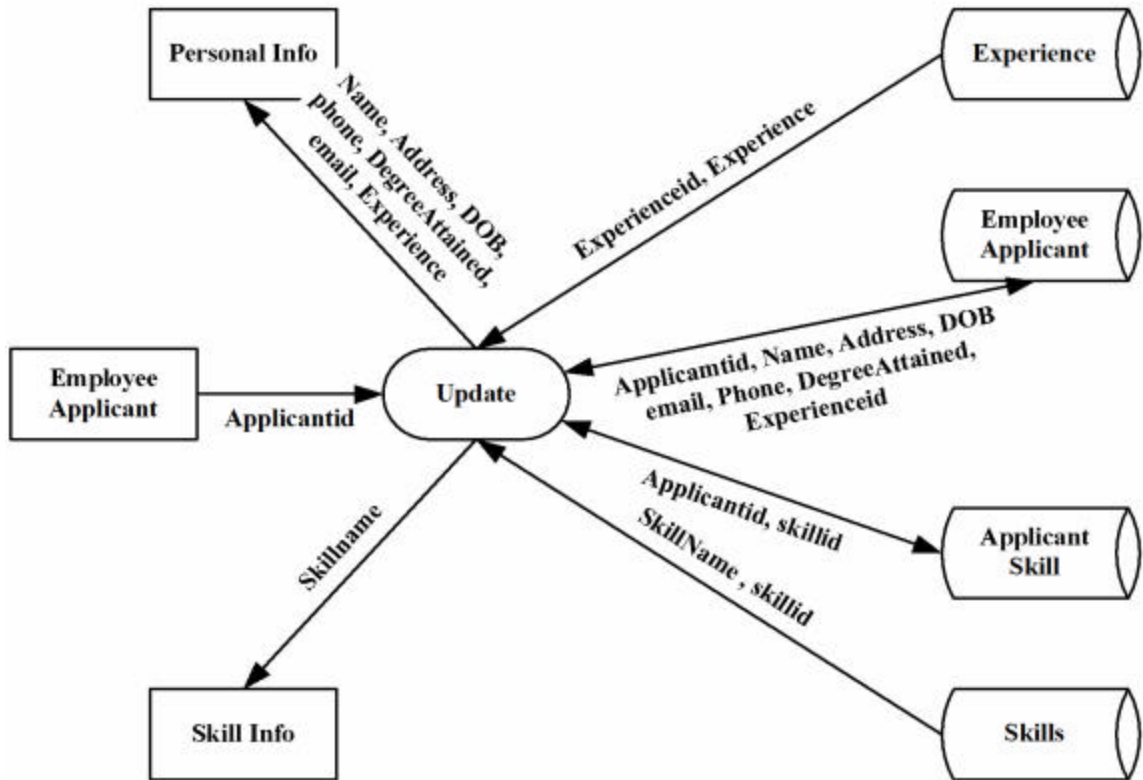 Personal Info
Experience
Name, Address, DOB,
phone, DegreeAttained,
email, Experience
Experienceid, Experience
Employee
Applicant
Applicamtid, Name, Address, DOB
email, Phone, DegreeAttained,
Experienceid
Employee
Applicant
Applicantid
Update
Applicantid, skillid
Applicant
Skill
SkillName , skillid
Skillname
Skill Info
Skills